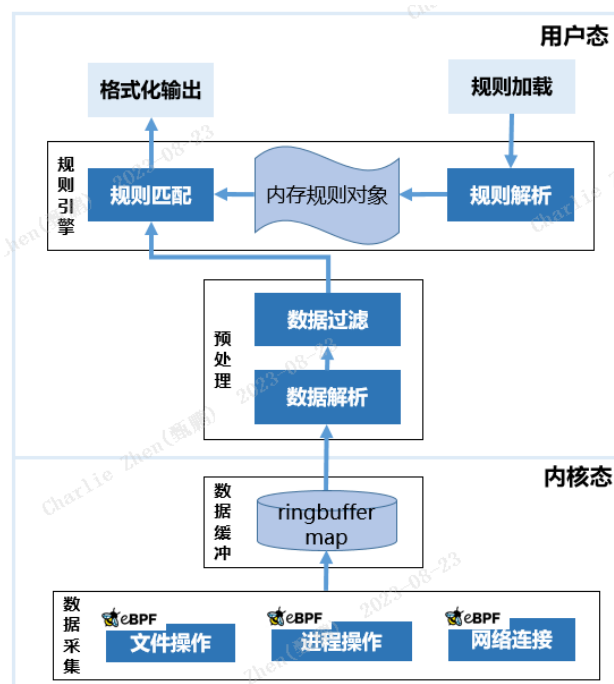 用户态
格式化输出
规则加载
规则引擎
规则匹配
内存规则对象
规则解析
预处理
数据过滤
数据解析
内核态
数据缓冲
ringbuffer
map
数据采集
eBPF
文件操作
eBPF
进程操作
eBPF
网络连接
Charlie Zhen(甄鹏) 2023-08-23